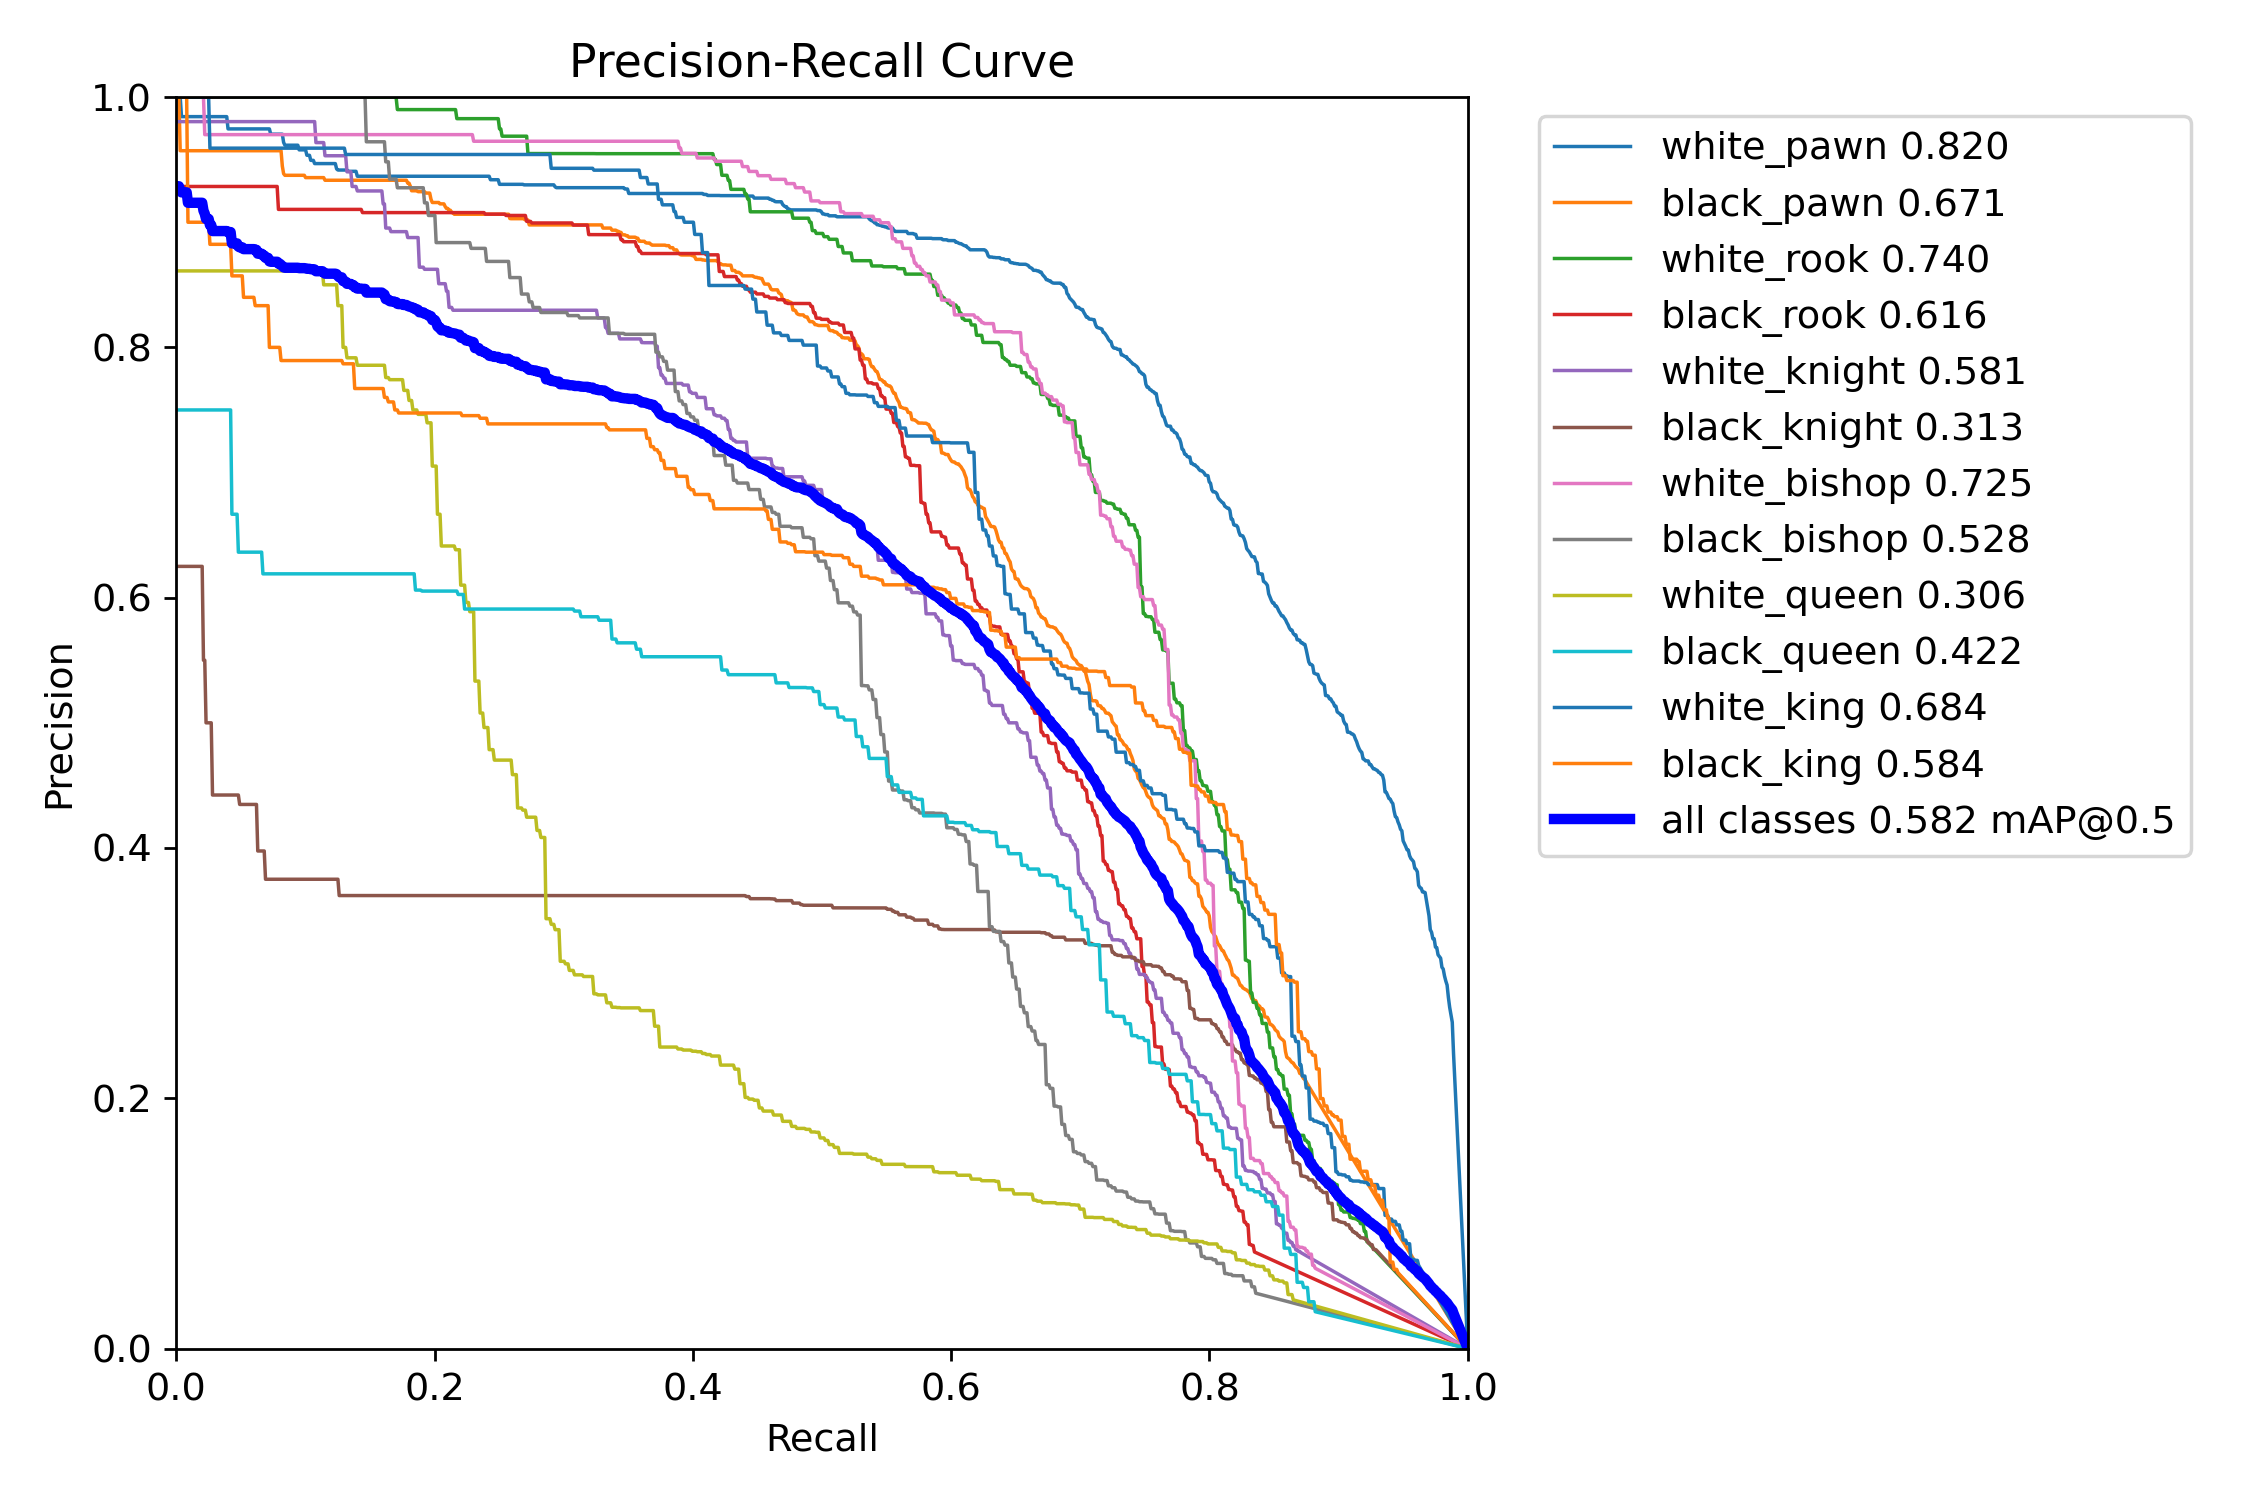 Precision-Recall Curve
1.0
0.8
0.6
0.4
0.2
0.0
Precision
0.0 0.2 0.4 0.6 0.8 1.0
Recall
white_pawn 0.820
black_pawn 0.671
white_rook 0.740
black_rook 0.616
white_knight 0.581
black_knight 0.313
white_bishop 0.725
black_bishop 0.528
white_queen 0.306
black_queen 0.422
white_king 0.684
black_king 0.584
all classes 0.582 mAP@0.5